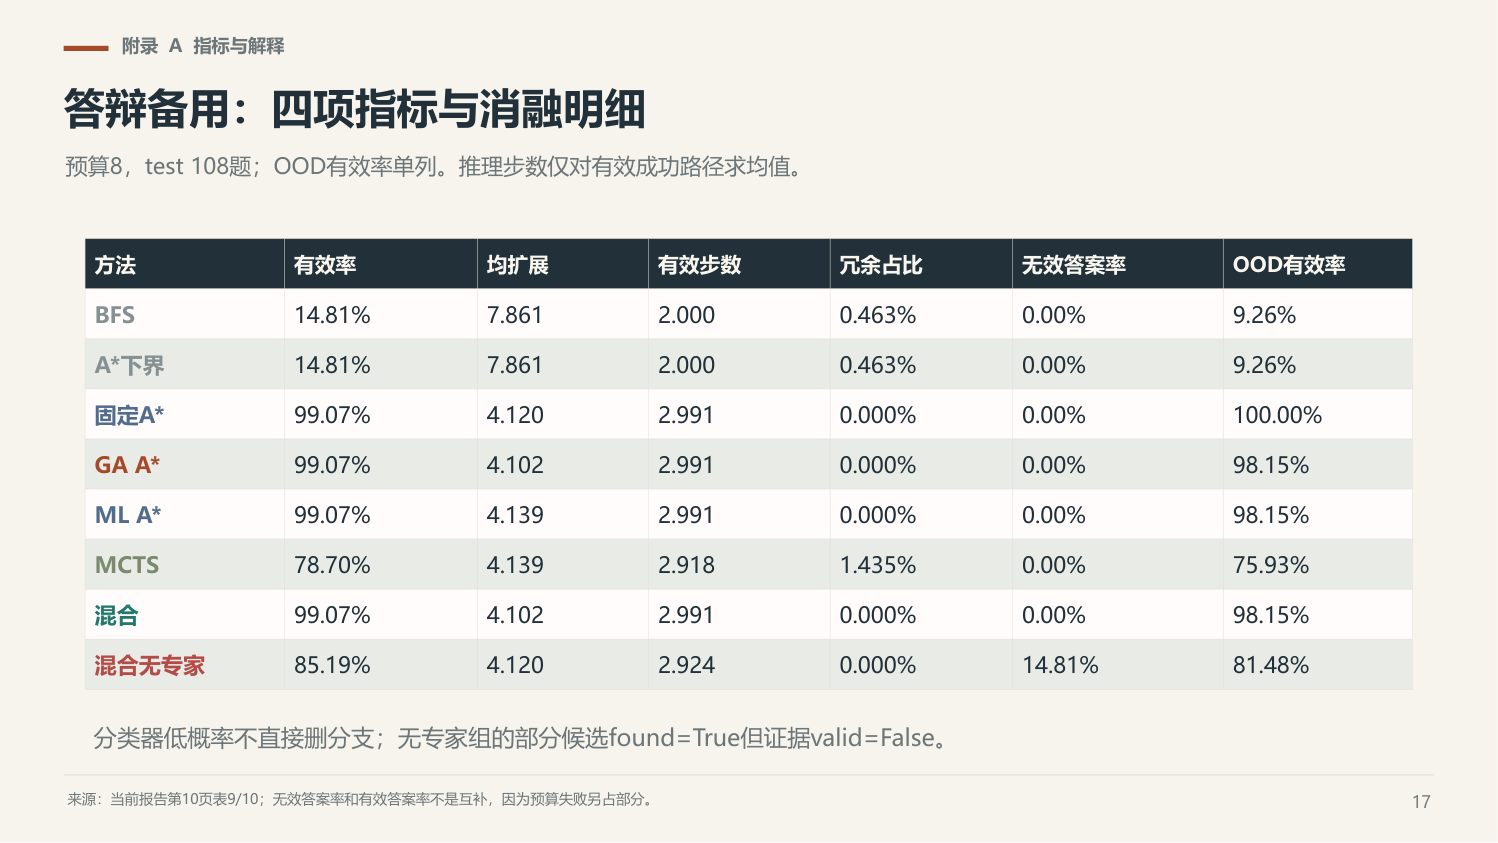 附录 A 指标与解释
答辩备用：四项指标与消融明细
预算8，test 108题；OOD有效率单列。推理步数仅对有效成功路径求均值。
方法 有效率 均扩展 有效步数 冗余占比 无效答案率 OOD有效率
BFS 14.81% 7.861 2.000 0.463% 0.00% 9.26%
A*下界 14.81% 7.861 2.000 0.463% 0.00% 9.26%
固定A* 99.07% 4.120 2.991 0.000% 0.00% 100.00%
GA A* 99.07% 4.102 2.991 0.000% 0.00% 98.15%
ML A* 99.07% 4.139 2.991 0.000% 0.00% 98.15%
MCTS 78.70% 4.139 2.918 1.435% 0.00% 75.93%
混合 99.07% 4.102 2.991 0.000% 0.00% 98.15%
混合无专家 85.19% 4.120 2.924 0.000% 14.81% 81.48%
分类器低概率不直接删分支；无专家组的部分候选found=True但证据valid=False。
来源：当前报告第10页表9/10；无效答案率和有效答案率不是互补，因为预算失败另占部分。
17